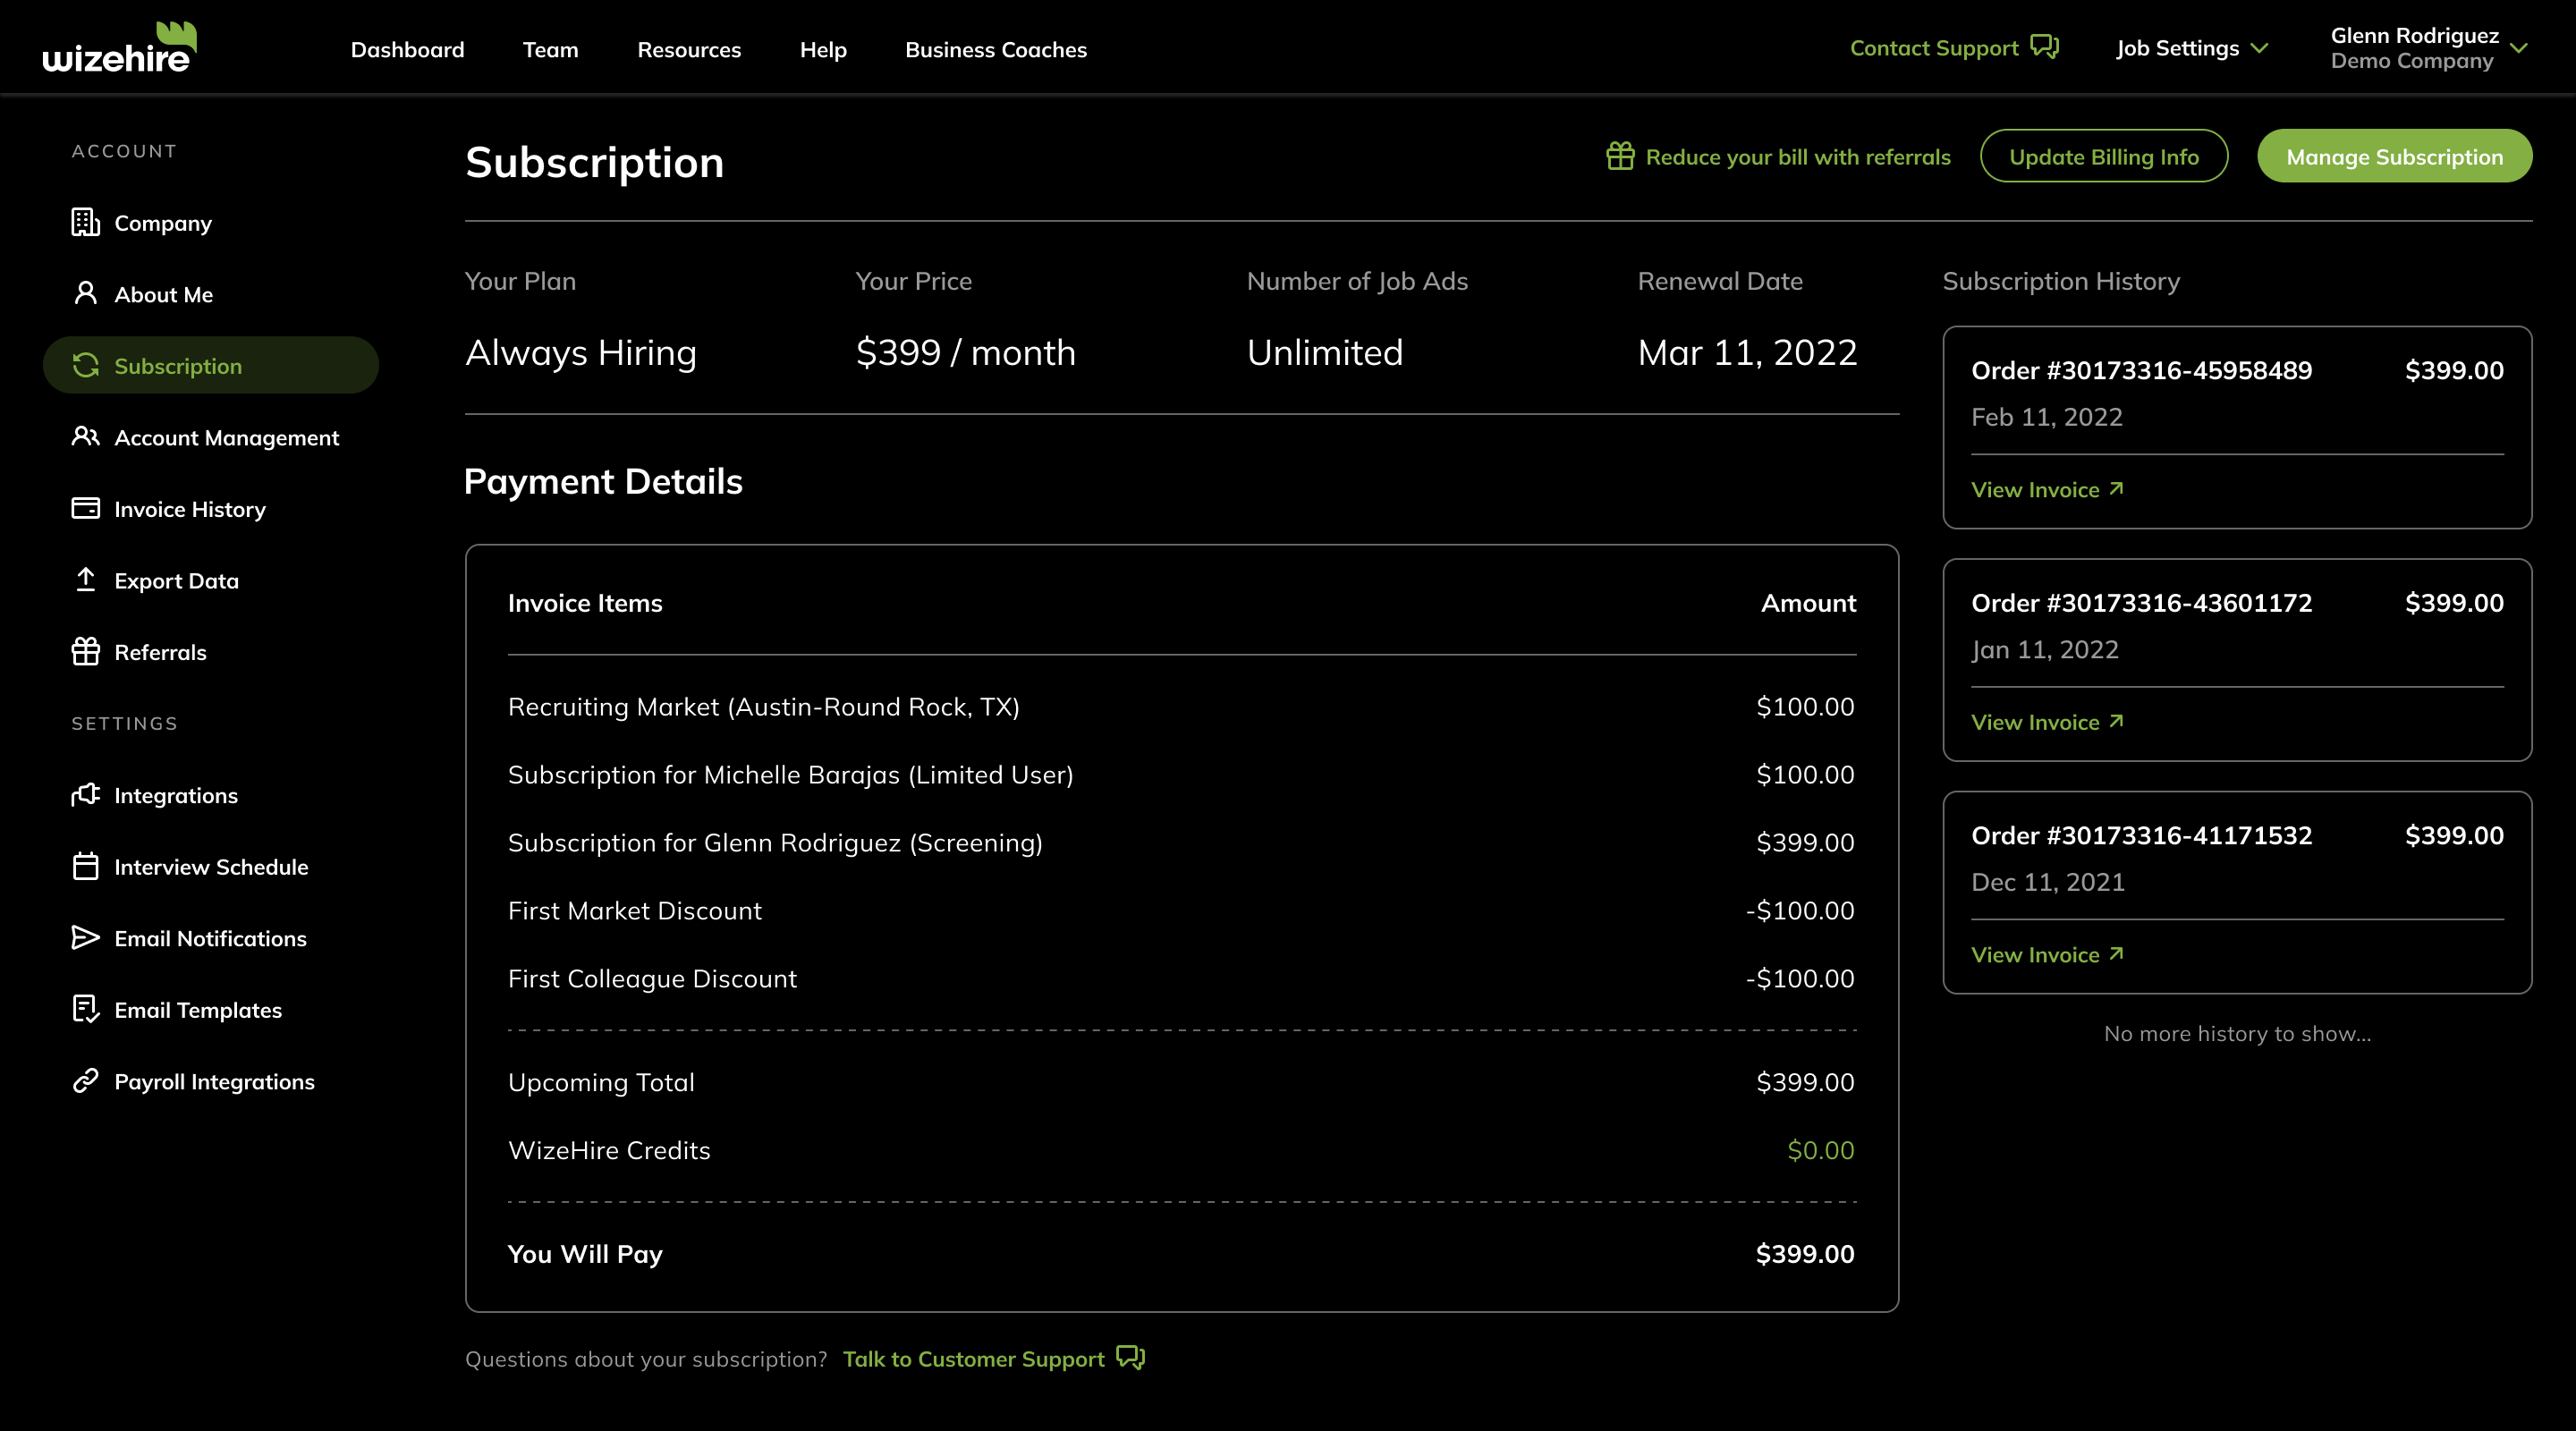 wizehire
Dashboard
Team
Resources
Help
Business Coaches
Contact Support
Job Settings
Glenn Rodriguez
Demo Company
ACCOUNT
Company
About Me
Subscription
Account Management
Invoice History
Export Data
Referrals
SETTINGS
Integrations
Interview Schedule
Email Notifications
Email Templates
Payroll Integrations
Subscription
Reduce your bill with referrals
Update Billing Info
Manage Subscription
Your Plan
Always Hiring
Your Price
$399 / month
Number of Job Ads
Unlimited
Renewal Date
Mar 11, 2022
Payment Details
Invoice Items Amount
Recruiting Market (Austin-Round Rock, TX) $100.00
Subscription for Michelle Barajas (Limited User) $100.00
Subscription for Glenn Rodriguez (Screening) $399.00
First Market Discount -$100.00
First Colleague Discount -$100.00
Upcoming Total $399.00
WizeHire Credits $0.00
You Will Pay $399.00
Questions about your subscription? Talk to Customer Support
Subscription History
Order #30173316-45958489 $399.00
Feb 11, 2022
View Invoice
Order #30173316-43601172 $399.00
Jan 11, 2022
View Invoice
Order #30173316-41171532 $399.00
Dec 11, 2021
View Invoice
No more history to show...